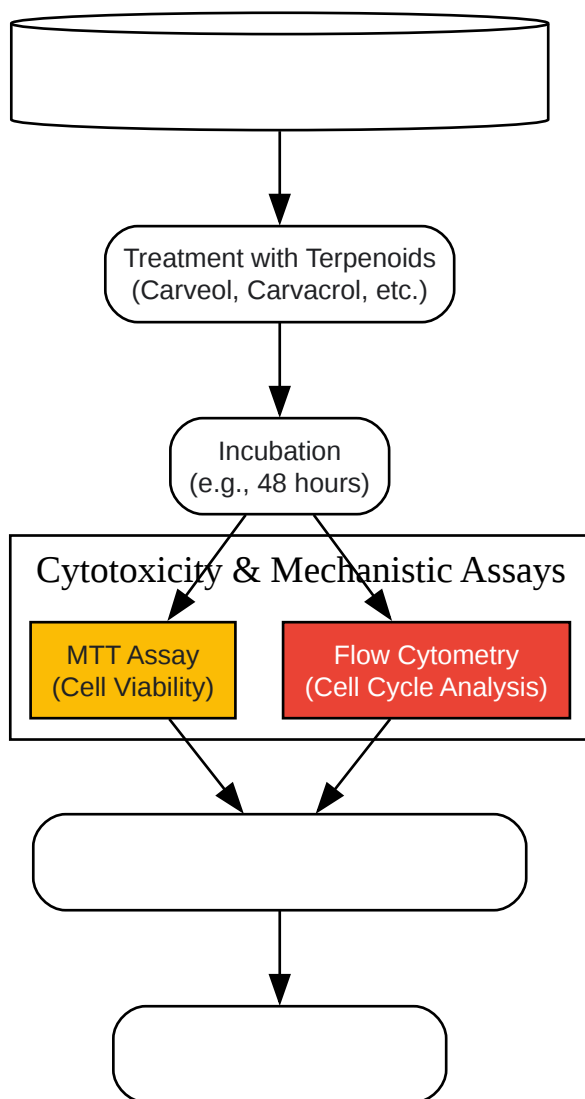 Treatment with Terpenoids
(Carveol, Carvacrol, etc.)
Incubation
(e.g., 48 hours)
Cytotoxicity & Mechanistic Assays
MTT Assay
(Cell Viability)
Flow Cytometry
(Cell Cycle Analysis)